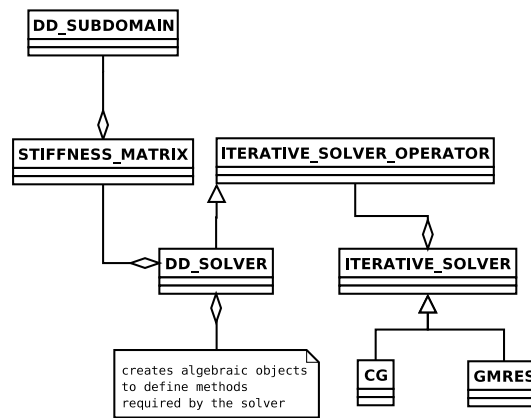 DD_SUBDOMAIN
STIFFNESS_MATRIX
ITERATIVE_SOLVER_OPERATOR
DD_SOLVER
ITERATIVE_SOLVER
creates algebraic objects
to define methods
required by the solver
CG
GMRES